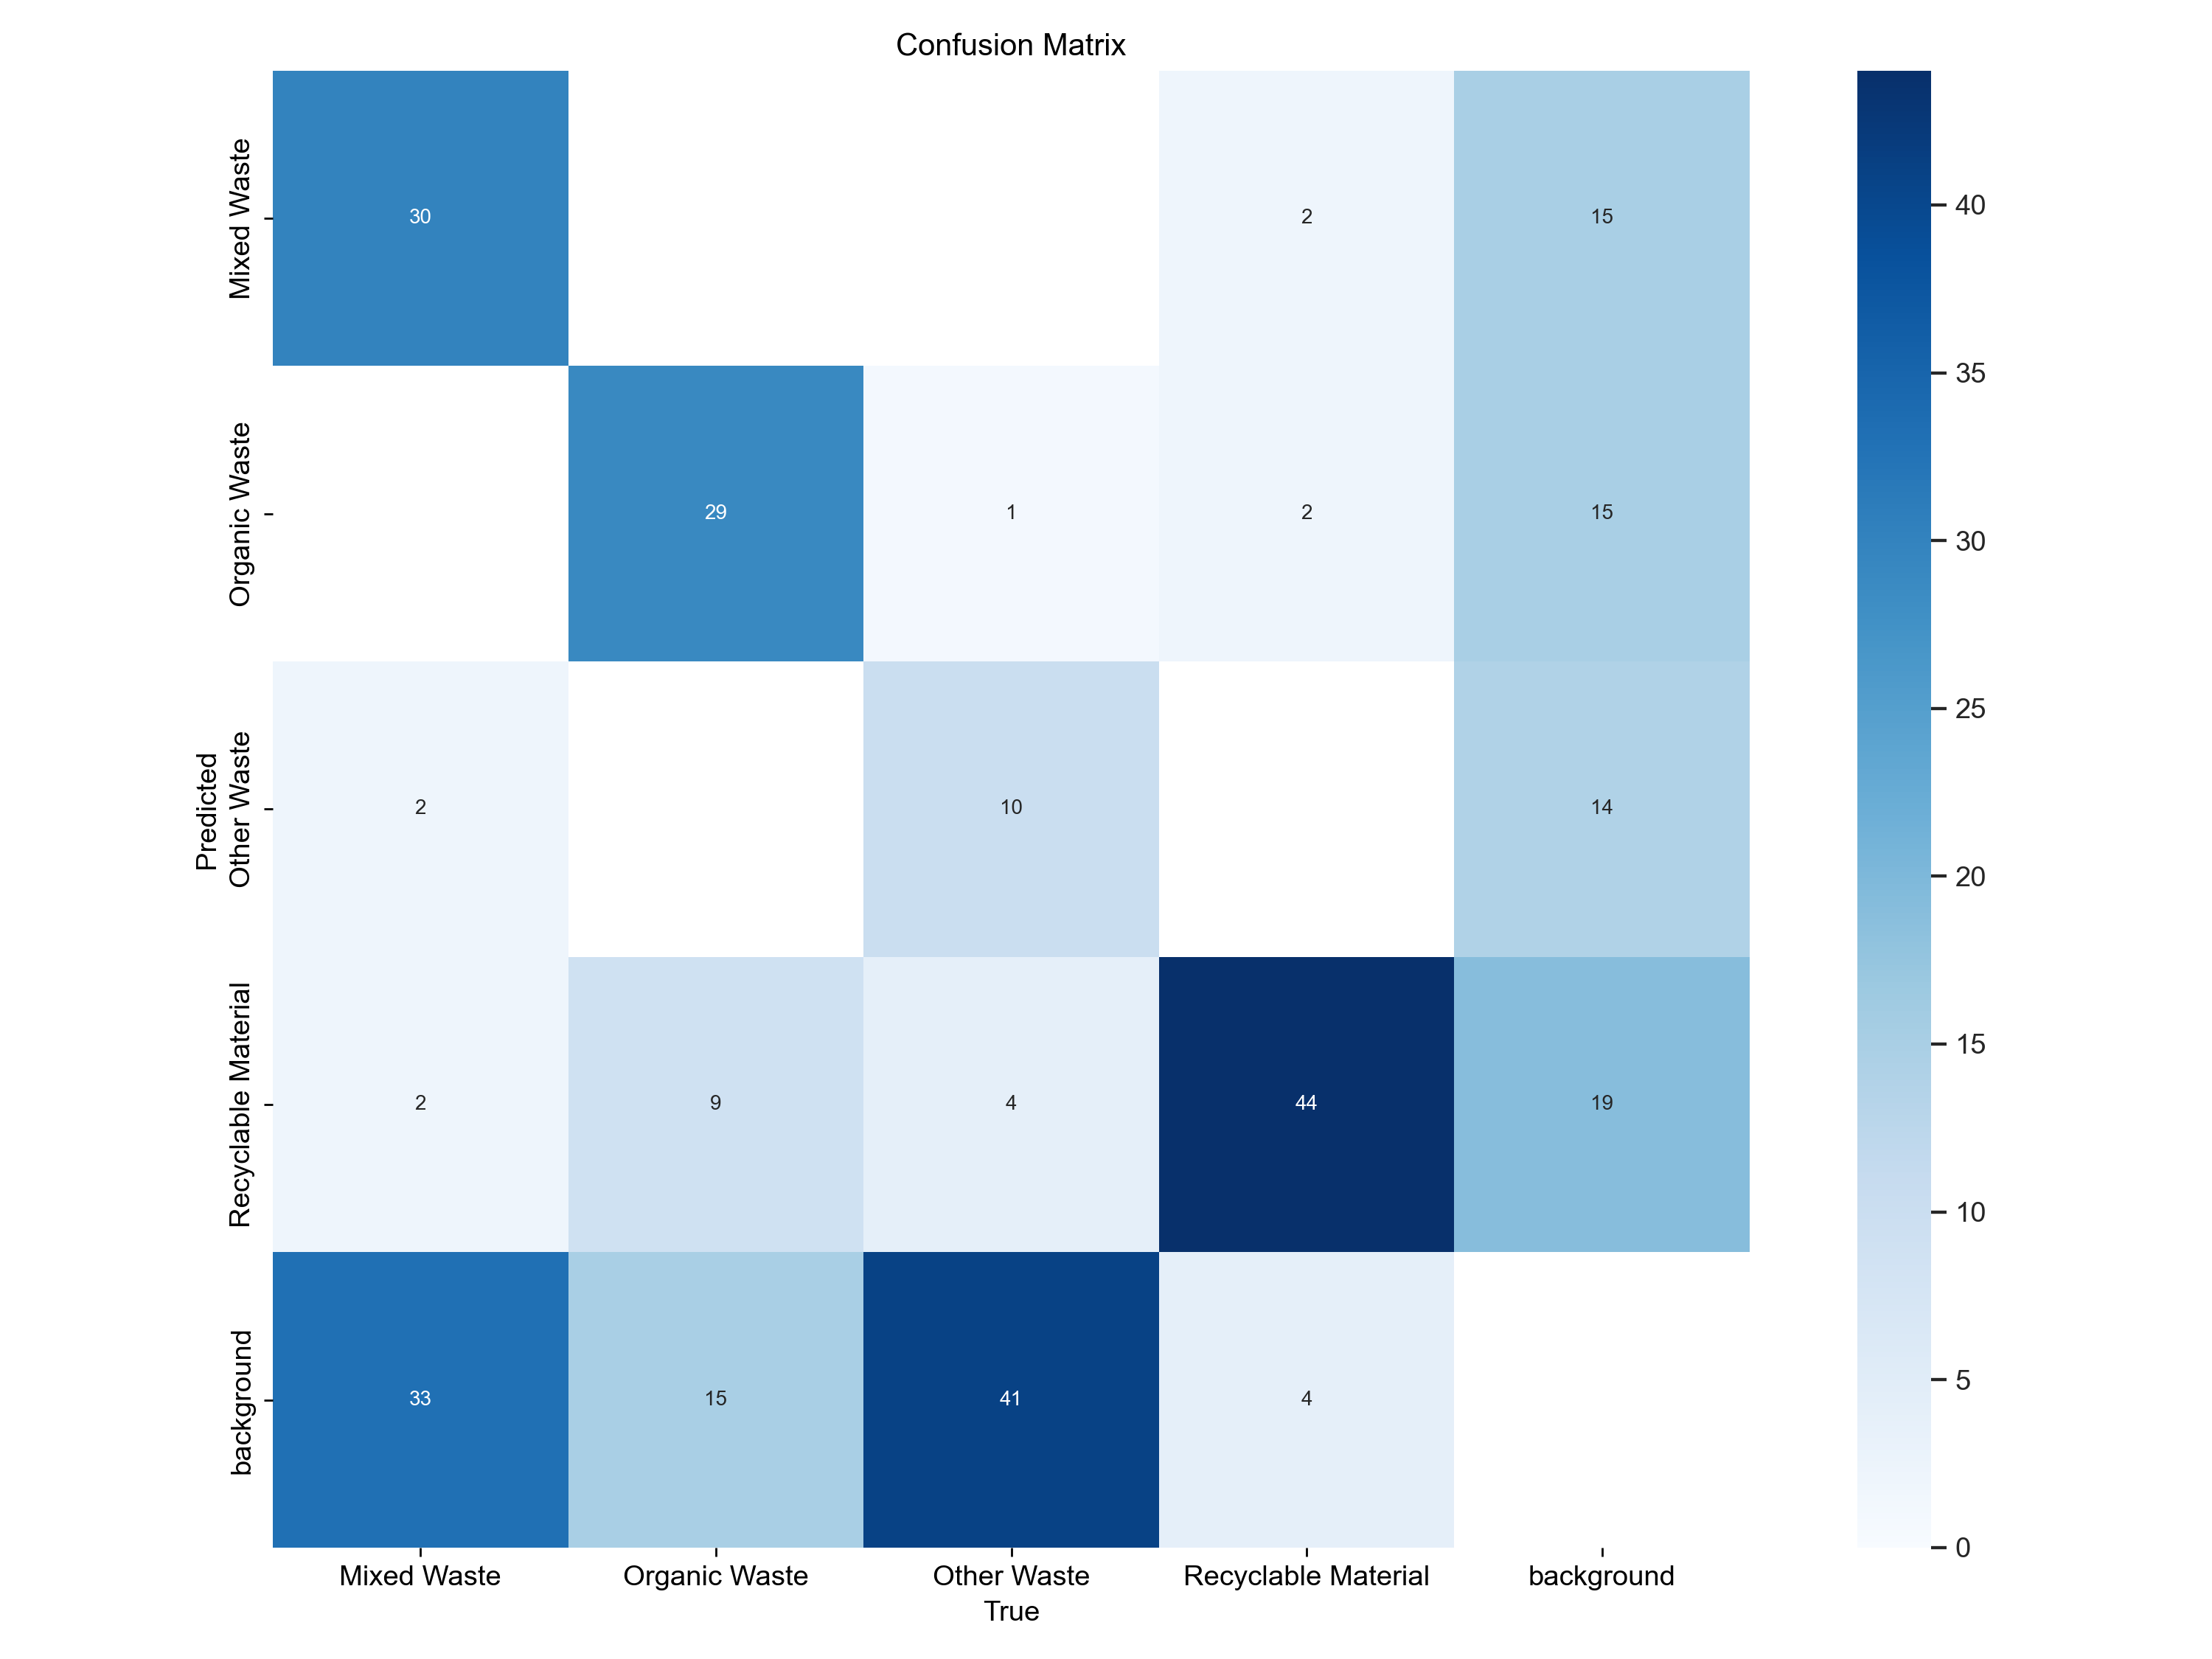 Confusion Matrix
Mixed Waste
30
2
15
40
35
Organic Waste
29
1
2
15
30
25
Predicted
Other Waste
2
10
14
20
15
Recyclable Material
2
9
4
44
19
10
5
background
33
15
41
4
0
Mixed Waste
Organic Waste
Other Waste
Recyclable Material
background
True